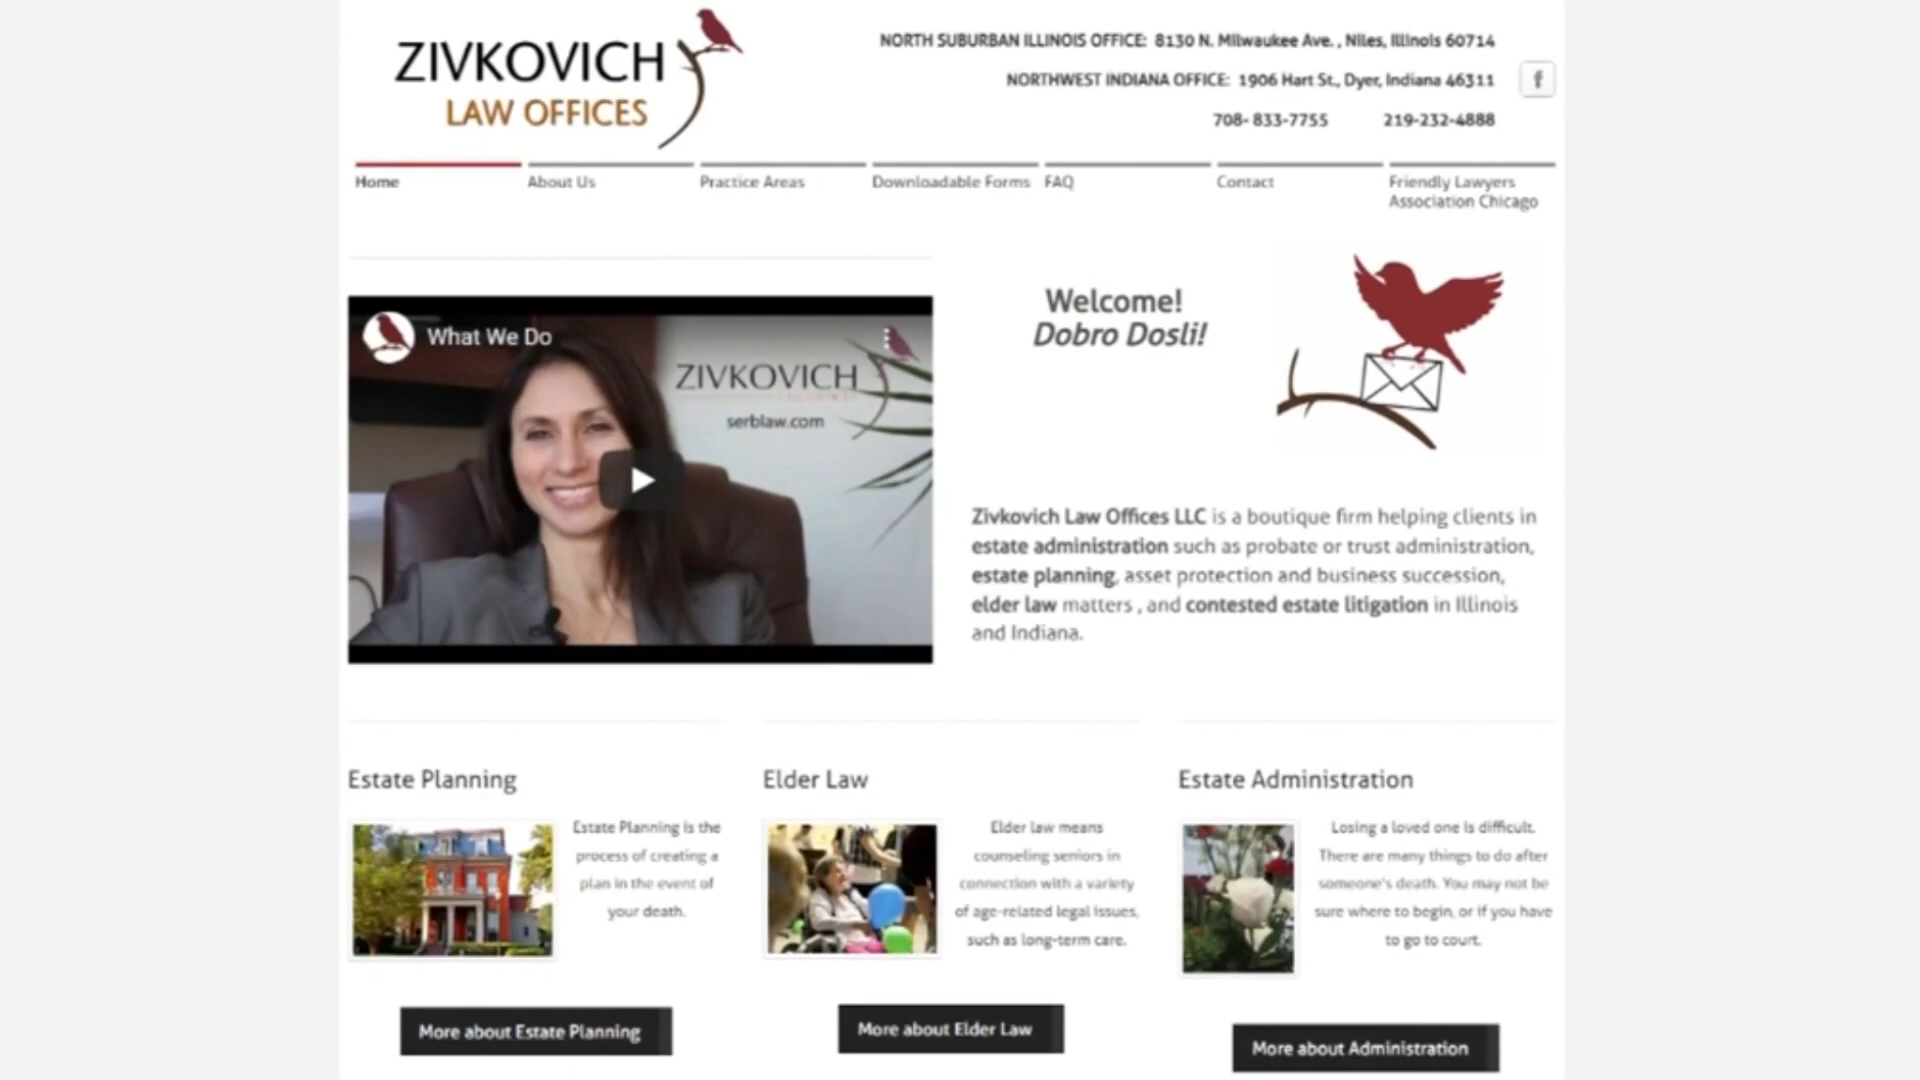 ZIVKOVICH
LAW OFFICES
NORTH SUBURBAN ILLINOIS OFFICE: 8130 N. Milwaukee Ave. , Niles, Illinois 60714
NORTHWEST INDIANA OFFICE: 1906 Hart St., Dyer, Indiana 46311
f
708- 833-7755 219-232-4888
Home
About Us
Practice Areas
Downloadable Forms
FAQ
Contact
Friendly Lawyers
Association Chicago
What We Do
ZIVKOVICH
serblaw.com
Welcome!
Dobro Dosli!
Zivkovich Law Offices LLC is a boutique firm helping clients in
estate administration such as probate or trust administration,
estate planning, asset protection and business succession,
elder law matters , and contested estate litigation in Illinois
and Indiana.
Estate Planning
Estate Planning is the
process of creating a
plan in the event of
your death.
More about Estate Planning
Elder Law
Elder law means
counseling seniors in
connection with a variety
of age-related legal issues,
such as long-term care.
More about Elder Law
Estate Administration
Losing a loved one is difficult.
There are many things to do after
someone's death. You may not be
sure where to begin, or if you have
to go to court.
More about Administration